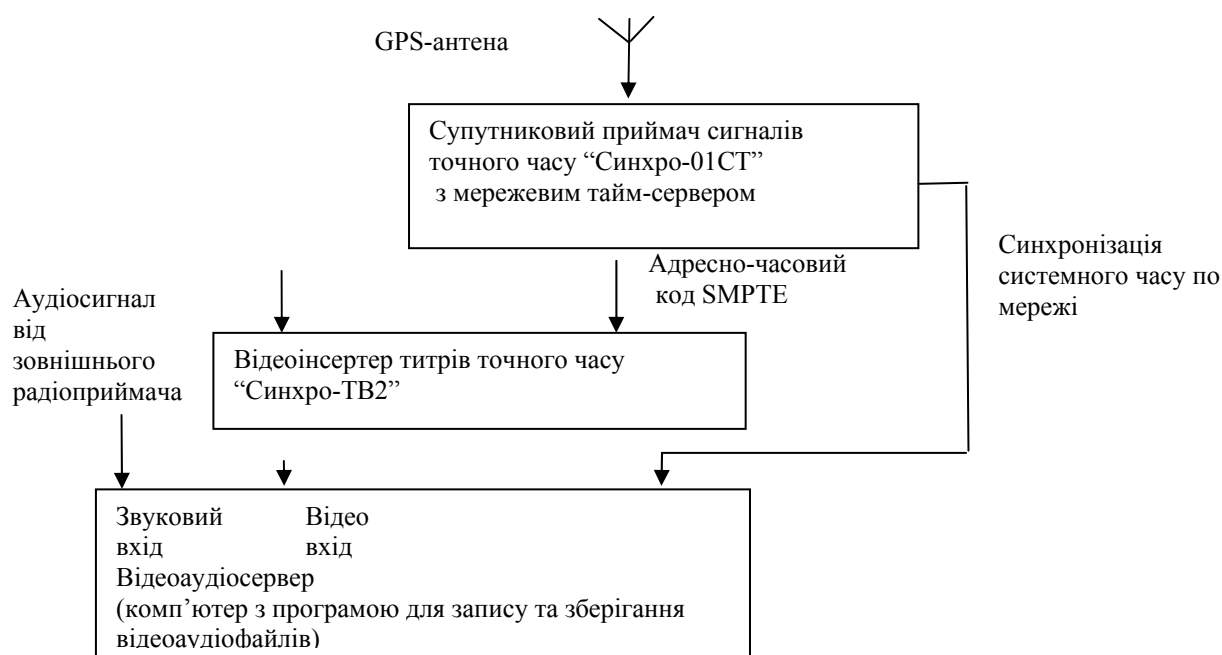 GPS-антена
Супутниковий приймач сигналів
точного часу “Синхро-01СТ”
з мережевим тайм-сервером
Синхронізація
системного часу по
мережі
Адресно-часовий
код SMPTE
Аудіосигнал
від
зовнішнього
радіоприймача
Відеоінсертер титрів точного часу
“Синхро-ТВ2”
Звуковий
вхід
Відео
вхід
Відеоаудіосервер
(комп’ютер з програмою для запису та зберігання
відеоаудіофайлів)